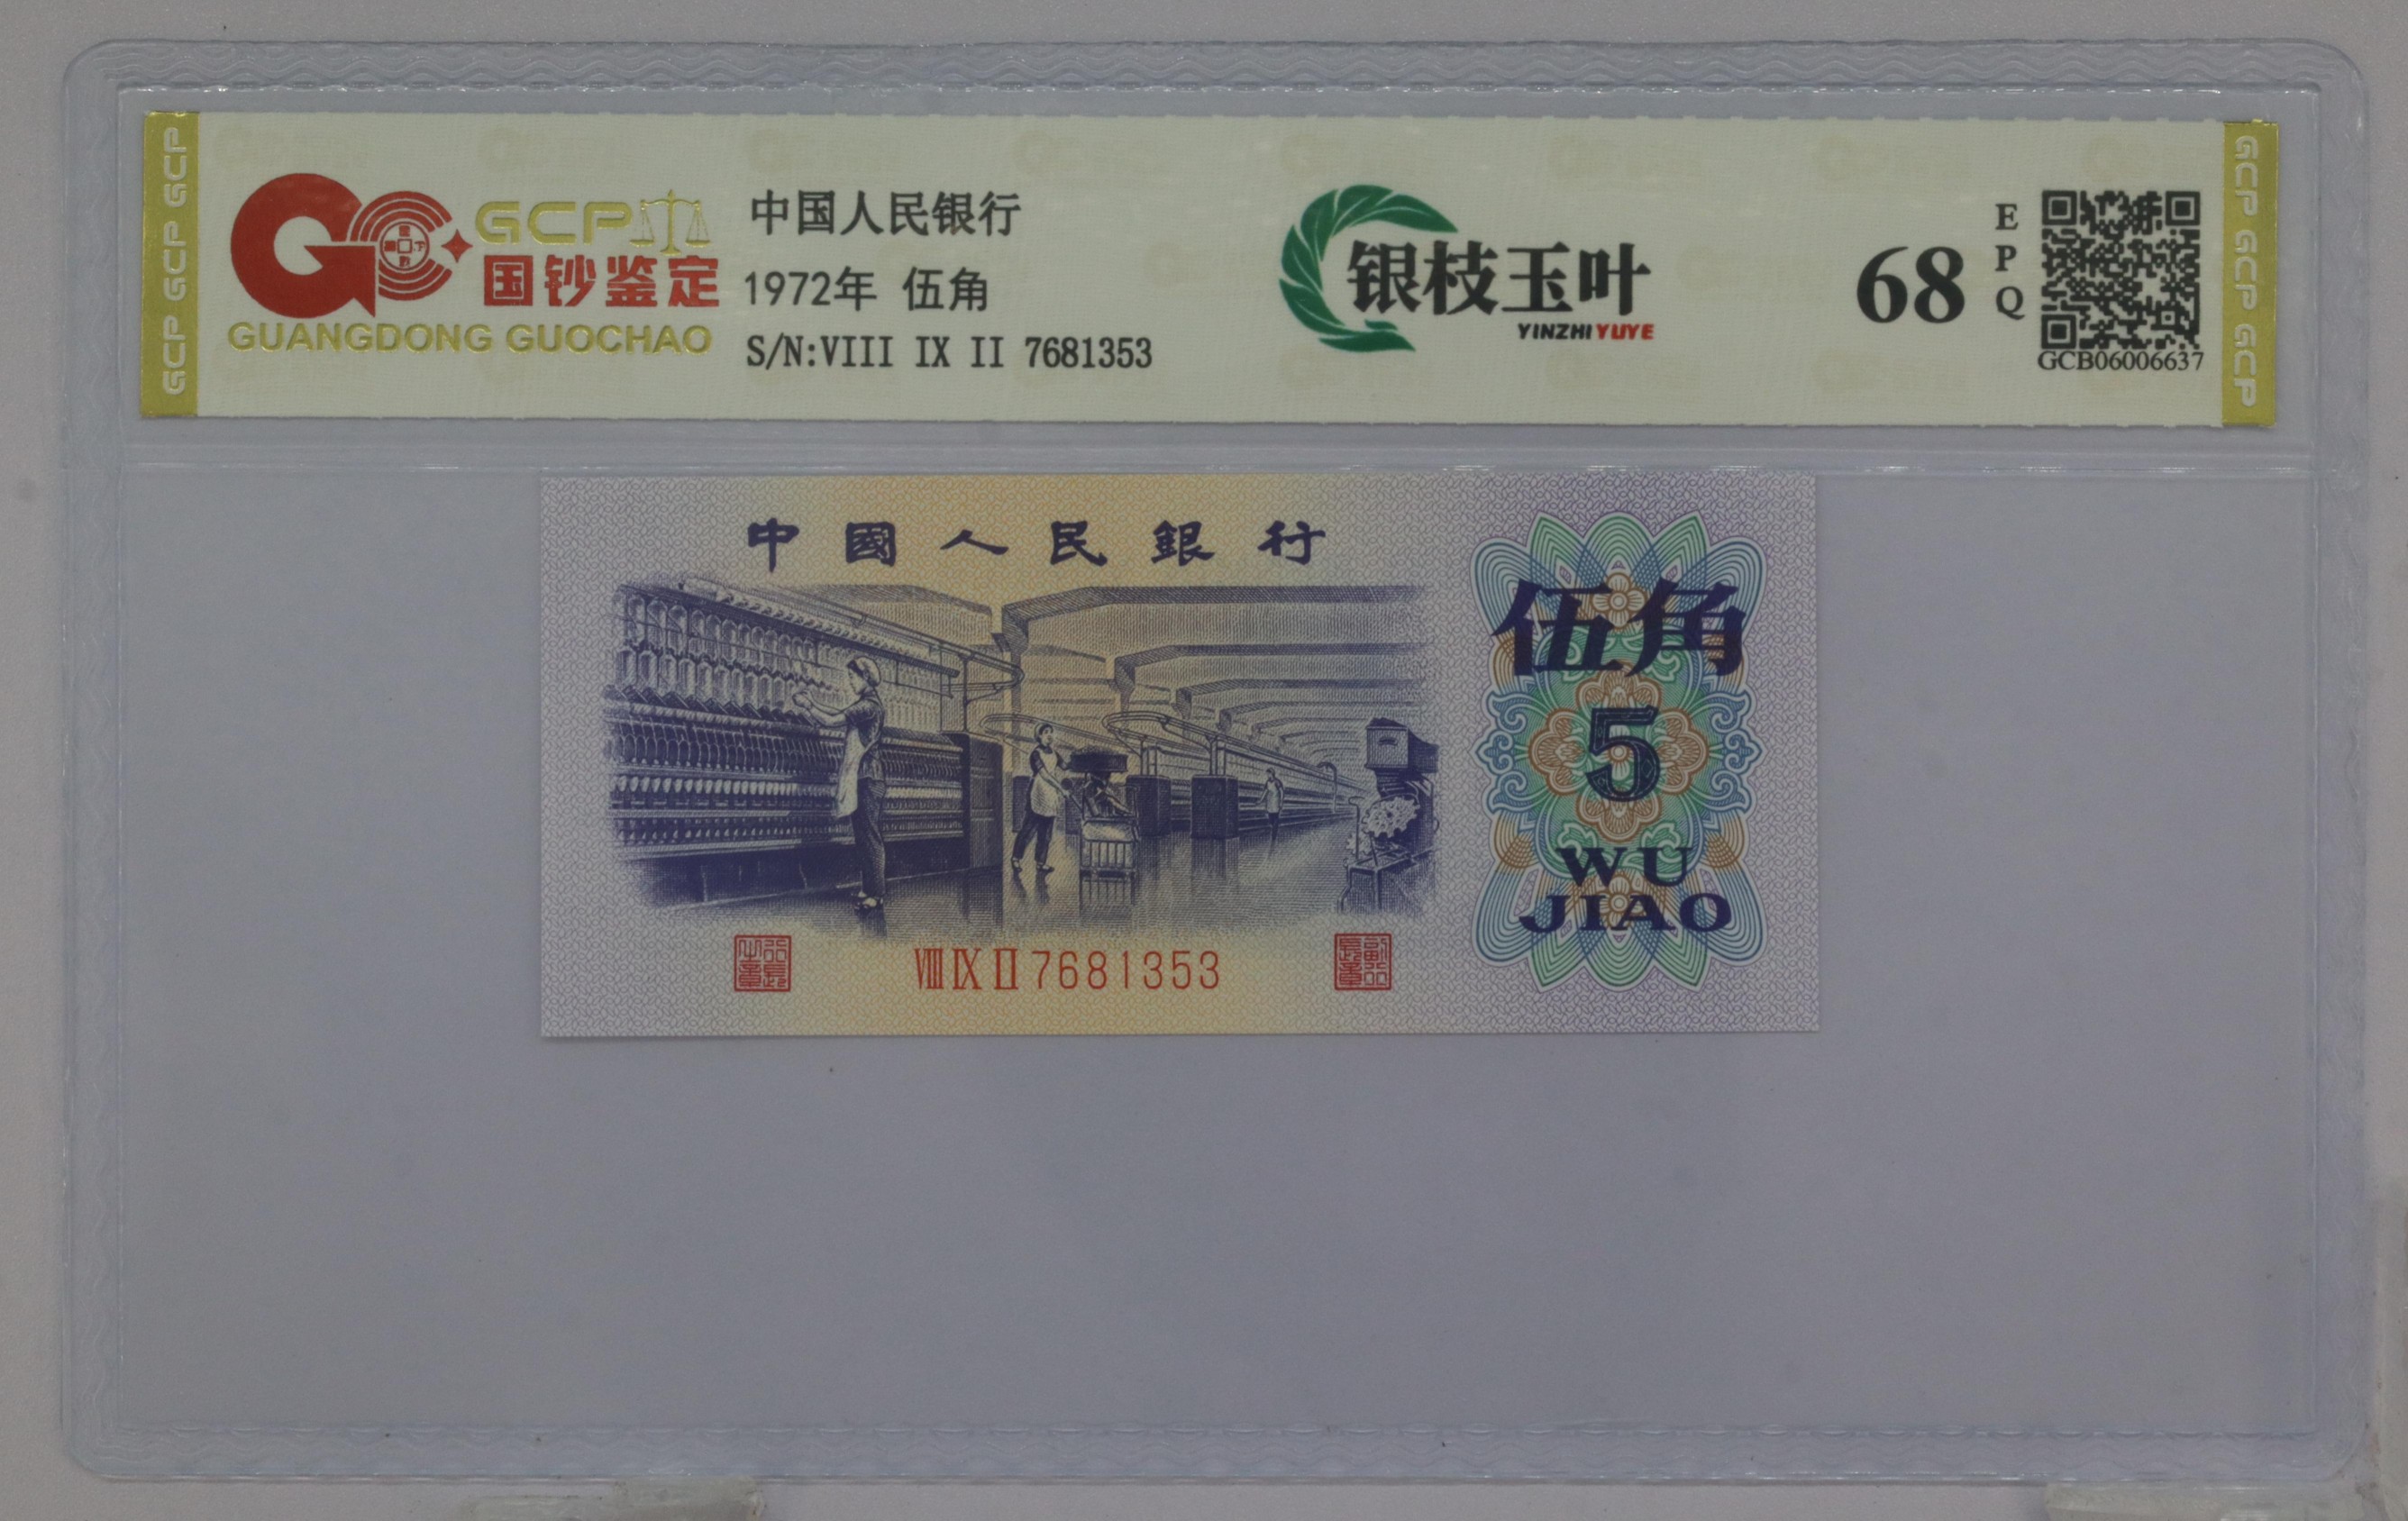 GCP GCP GCP
GCP
国钞鉴定
GUANGDONG GUOCHAO
中国人民银行
1972年 伍角
S/N:VIII IX II 7681353
银枝玉叶
YINZHIYUYE
68
EPQ
GCB06006637
GCP GCP GCP
中國人民銀行
伍角
5
WU
JIAO
VIII IX II 7681353